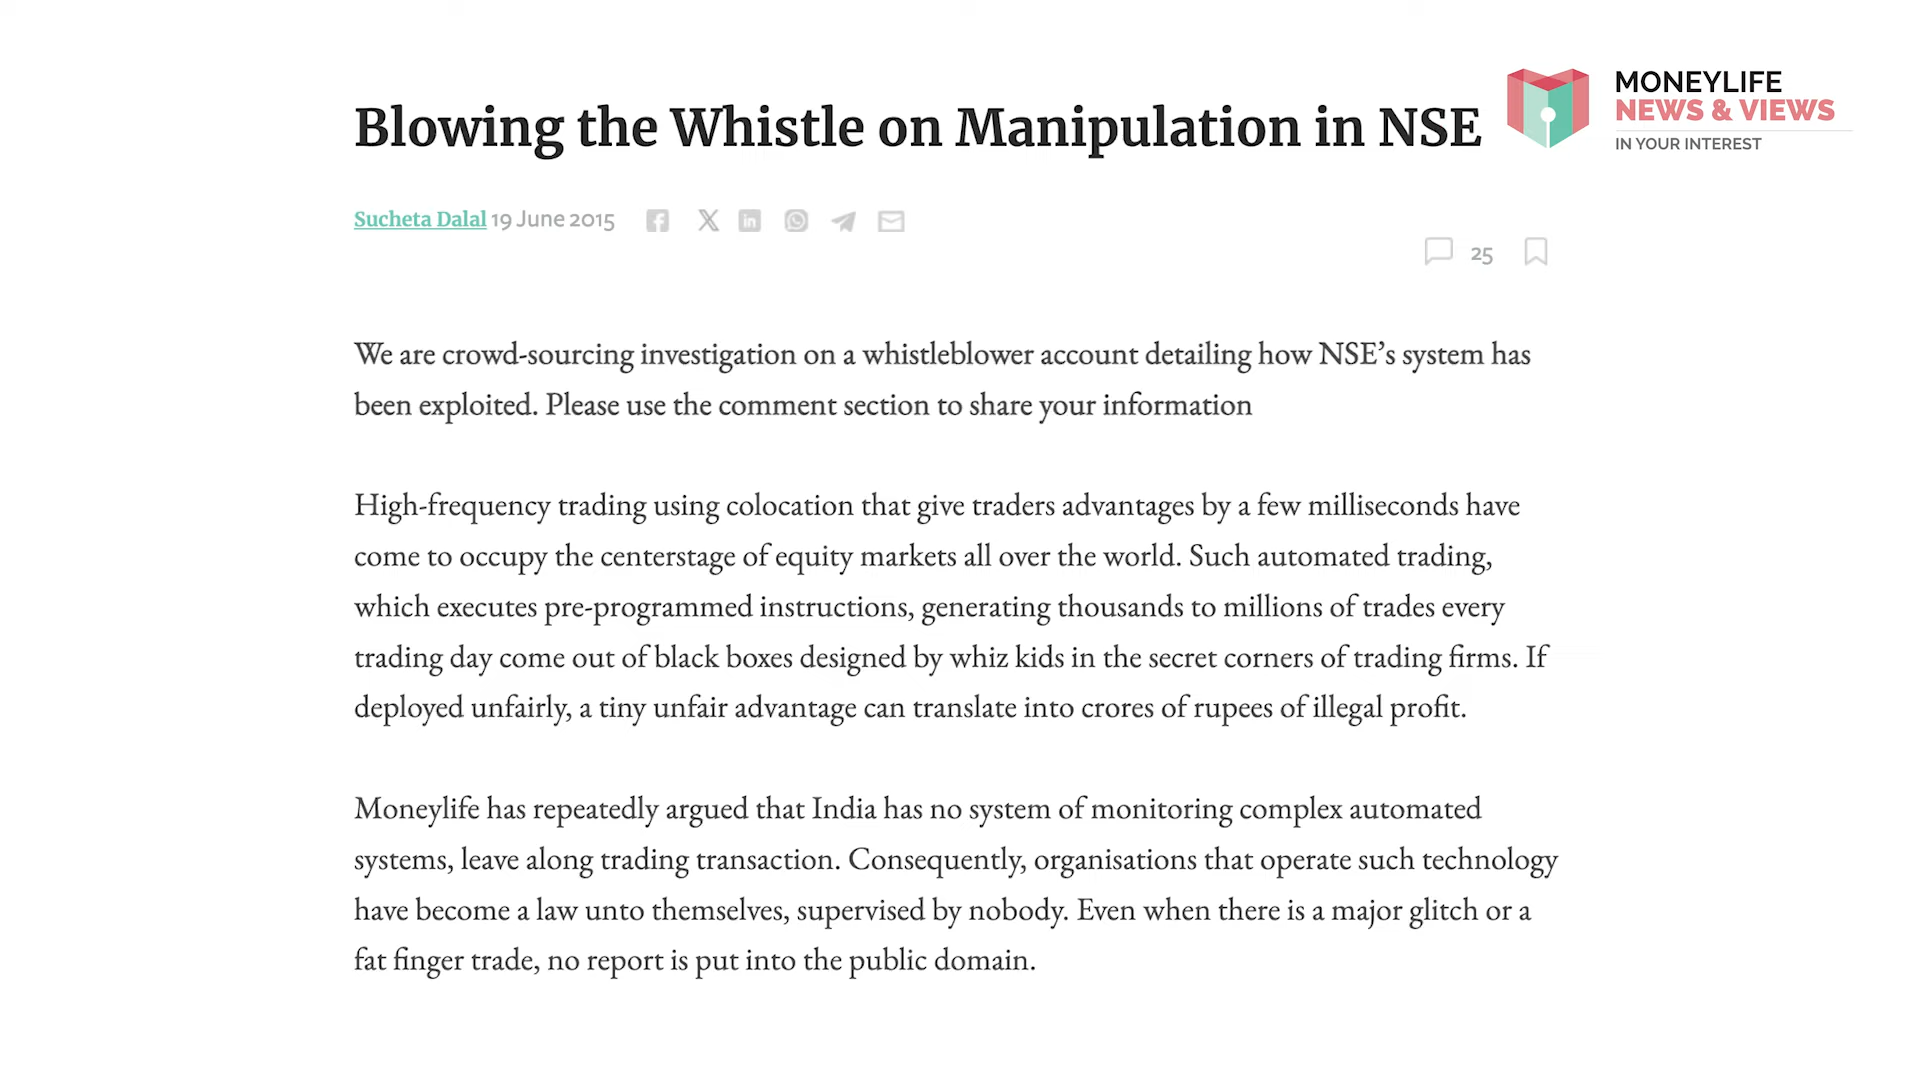 MONEYLIFE
NEWS & VIEWS
IN YOUR INTEREST
Blowing the Whistle on Manipulation in NSE
Sucheta Dalal 19 June 2015
25
We are crowd-sourcing investigation on a whistleblower account detailing how NSE’s system has
been exploited. Please use the comment section to share your information
High-frequency trading using colocation that give traders advantages by a few milliseconds have
come to occupy the centerstage of equity markets all over the world. Such automated trading,
which executes pre-programmed instructions, generating thousands to millions of trades every
trading day come out of black boxes designed by whiz kids in the secret corners of trading firms. If
deployed unfairly, a tiny unfair advantage can translate into crores of rupees of illegal profit.
Moneylife has repeatedly argued that India has no system of monitoring complex automated
systems, leave along trading transaction. Consequently, organisations that operate such technology
have become a law unto themselves, supervised by nobody. Even when there is a major glitch or a
fat finger trade, no report is put into the public domain.